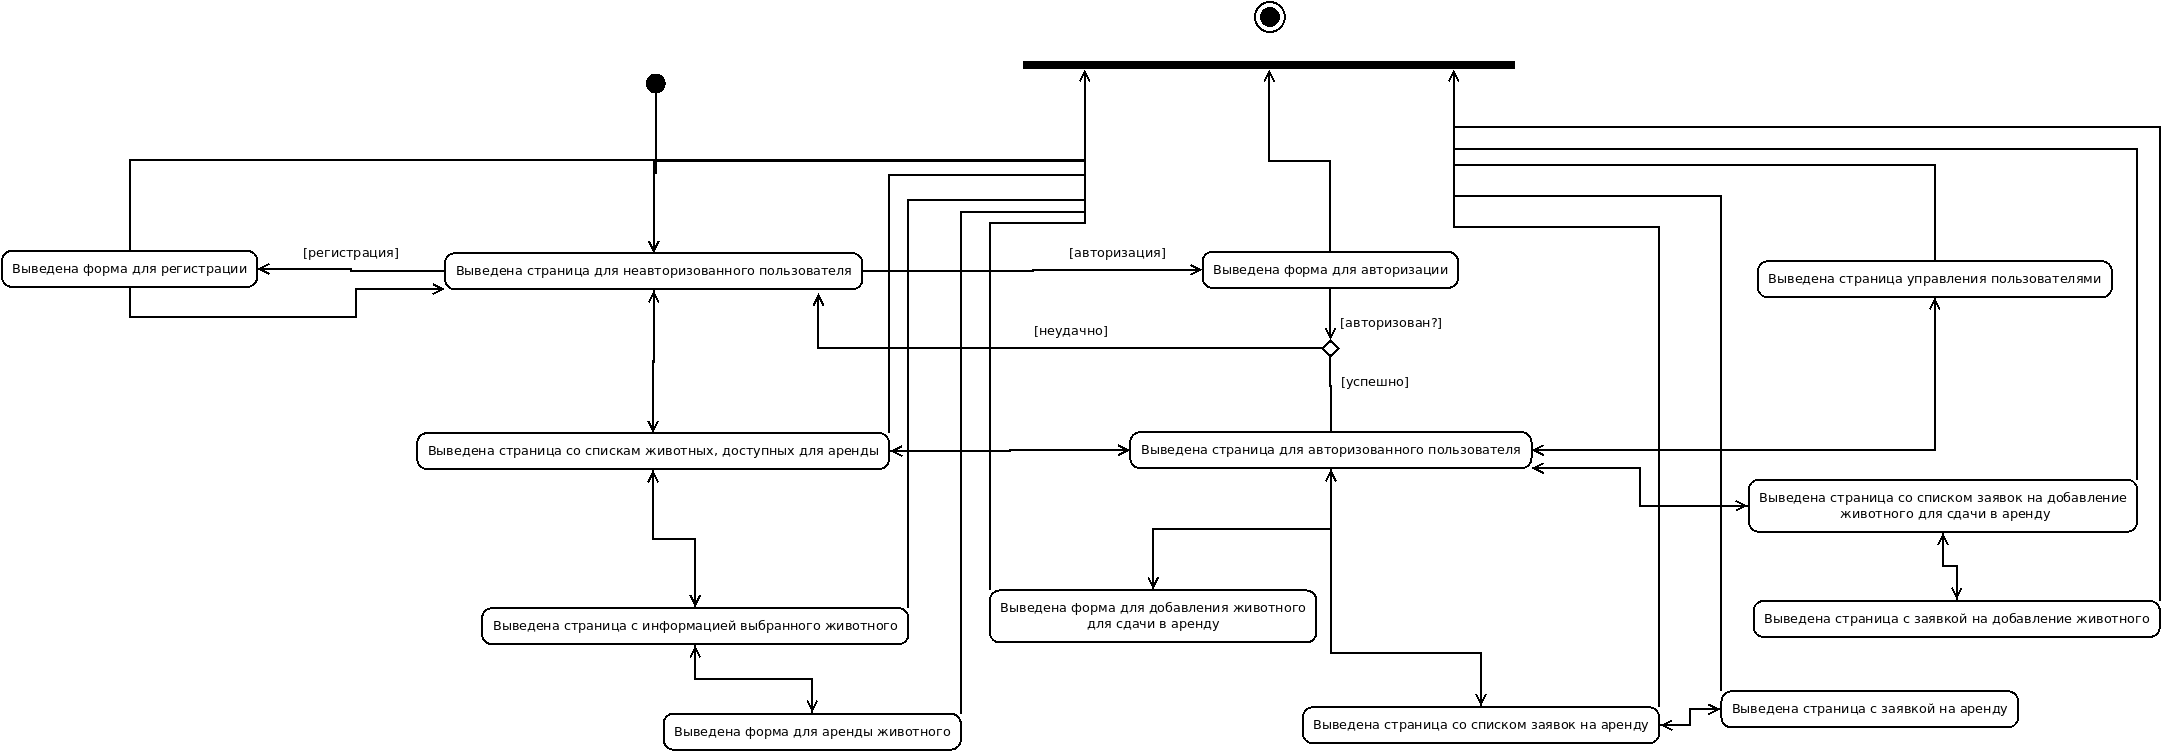 [регистрация]
[авторизация]
Выведена форма для регистрации
Выведена страница для неавторизованного пользователя
Выведена форма для авторизации
Выведена страница управления пользователями
[неудачно]
[авторизован?]
[успешно]
Выведена страница со спискам животных, доступных для аренды
Выведена страница для авторизованного пользователя
Выведена страница со списком заявок на добавление
животного для сдачи в аренду
Выведена страница с информацией выбранного животного
Выведена форма для добавления животного
для сдачи в аренду
Выведена страница с заявкой на добавление животного
Выведена форма для аренды животного
Выведена страница со списком заявок на аренду
Выведена страница с заявкой на аренду